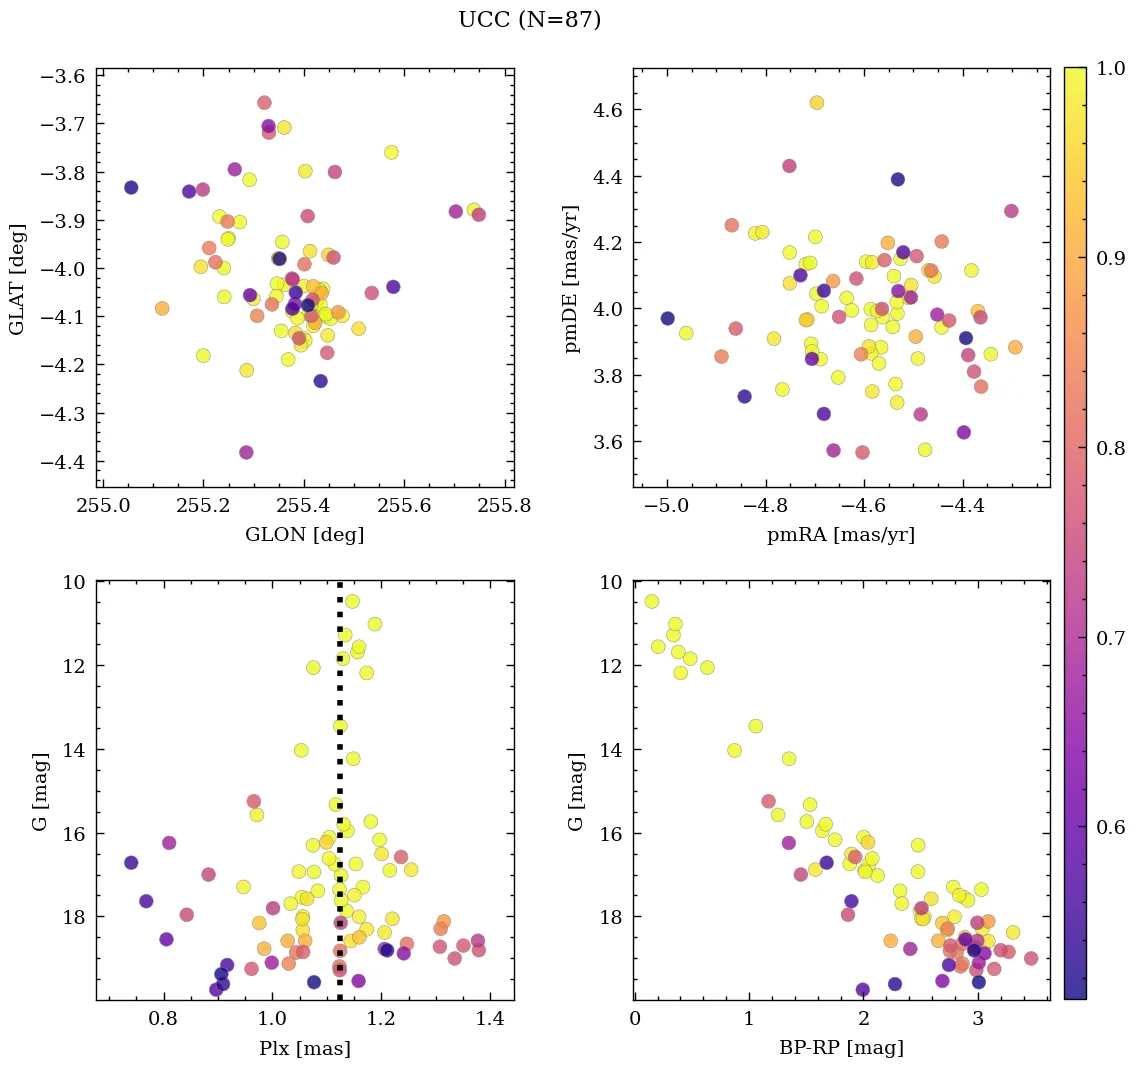 UCC (N=87)
−3.6
−3.7
−3.8
−3.9
−4.0
−4.1
−4.2
−4.3
−4.4
GLAT [deg]
255.0 255.2 255.4 255.6 255.8
GLON [deg]
4.6
4.4
4.2
4.0
3.8
3.6
pmDE [mas/yr]
−5.0 −4.8 −4.6 −4.4
pmRA [mas/yr]
10
12
14
16
18
G [mag]
0.8 1.0 1.2 1.4
Plx [mas]
10
12
14
16
18
G [mag]
0 1 2 3
BP-RP [mag]
1.0
0.9
0.8
0.7
0.6